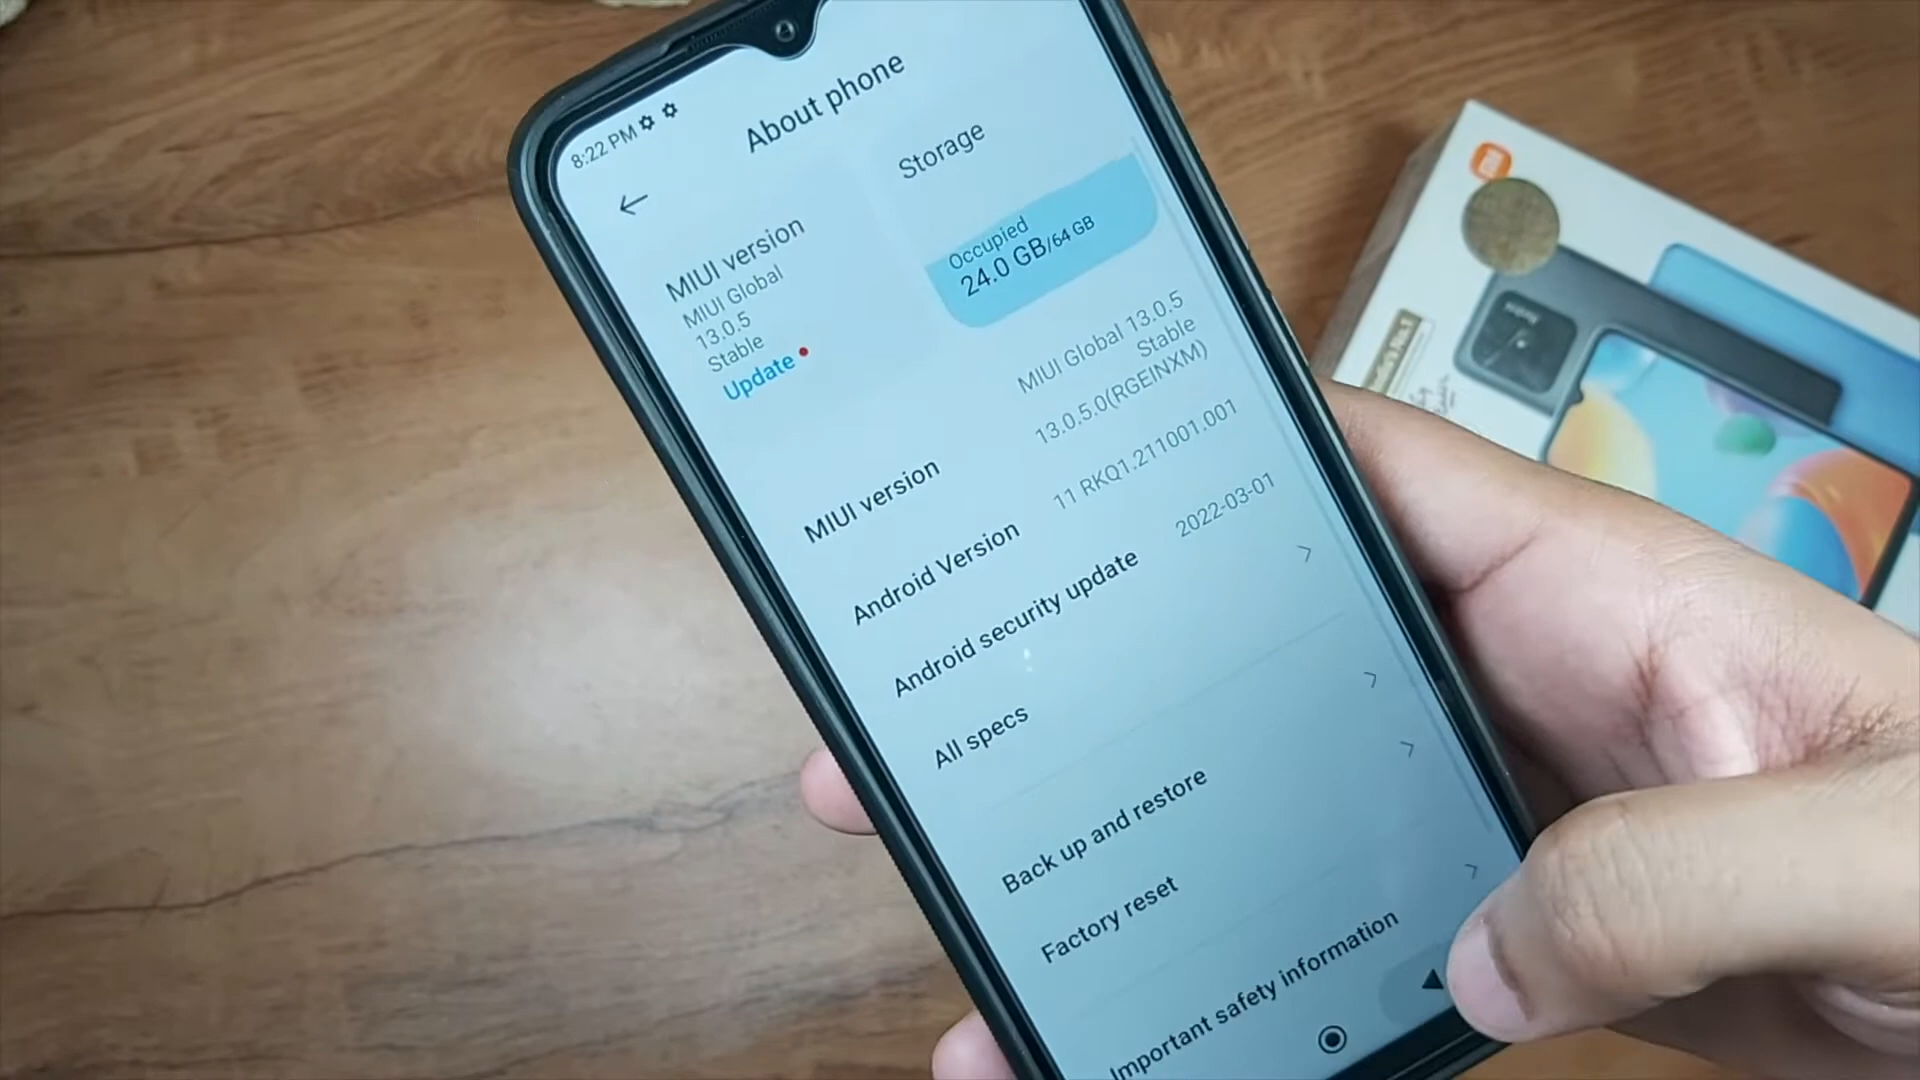 8:22 PM
About phone
MIUI version
MIUI Global
13.0.5
Stable
Update
Storage
Occupied
24.0 GB/64 GB
MIUI version
MIUI Global 13.0.5
Stable
13.0.5.0(RGEINXM)
Android Version
11 RKQ1.211001.001
Android security update
2022-03-01
All specs
Back up and restore
Factory reset
Important safety information